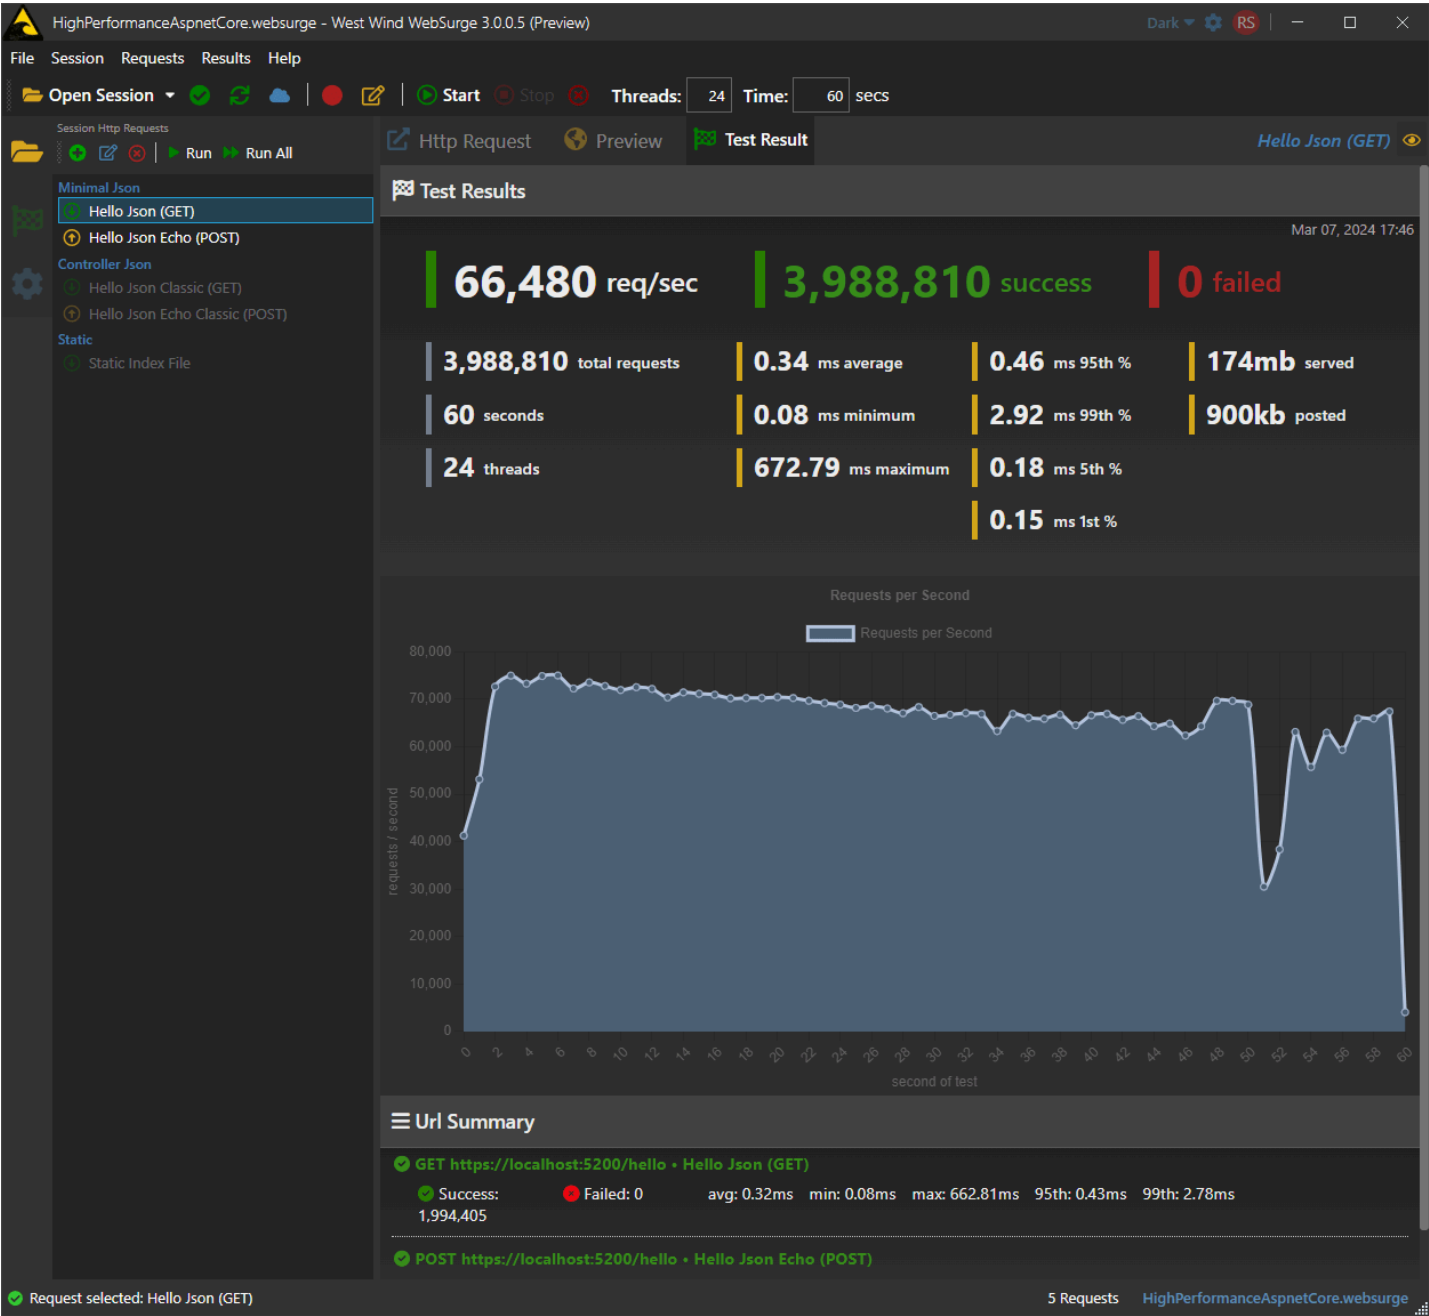 HighPerformanceAspnetCore.websurge - West Wind WebSurge 3.0.0.5 (Preview)
Dark
RS
File Session Requests Results Help
Open Session Start Stop Threads: 24 Time: 60 secs
Session Http Requests
Run Run All
Minimal Json
Hello Json (GET)
Hello Json Echo (POST)
Controller Json
Hello Json Classic (GET)
Hello Json Echo Classic (POST)
Static
Static Index File
Http Request Preview Test Result
Hello Json (GET)
Test Results
Mar 07, 2024 17:46
66,480 req/sec 3,988,810 success 0 failed
3,988,810 total requests 0.34 ms average 0.46 ms 95th % 174mb served
60 seconds 0.08 ms minimum 2.92 ms 99th % 900kb posted
24 threads 672.79 ms maximum 0.18 ms 5th %
0.15 ms 1st %
Requests per Second
Requests per Second
80,000
70,000
60,000
50,000
40,000
30,000
20,000
10,000
0
requests / second
0 2 4 6 8 10 12 14 16 18 20 22 24 26 28 30 32 34 36 38 40 42 44 46 48 50 52 54 56 58 60
second of test
Url Summary
GET https://localhost:5200/hello • Hello Json (GET)
Success: Failed: 0 avg: 0.32ms min: 0.08ms max: 662.81ms 95th: 0.43ms 99th: 2.78ms
1,994,405
POST https://localhost:5200/hello • Hello Json Echo (POST)
Request selected: Hello Json (GET)
5 Requests HighPerformanceAspnetCore.websurge